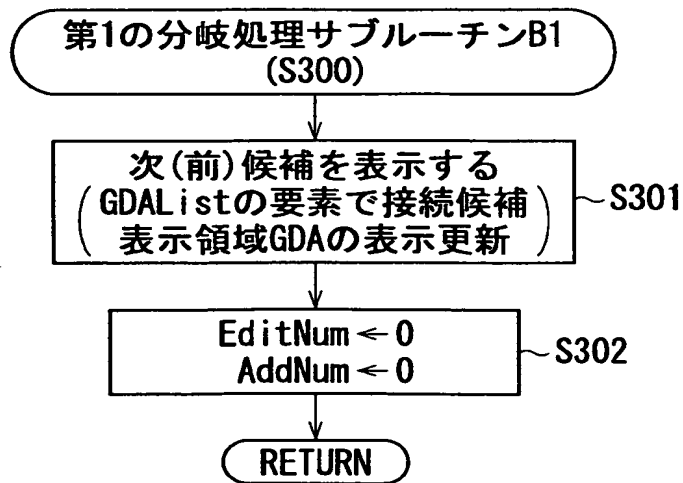 第1の分岐処理サブルーチンB1
(S300)
次(前)候補を表示する
(GDAListの要素で接続候補
表示領域GDAの表示更新)
S301
EditNum←0
AddNum←0
S302
RETURN